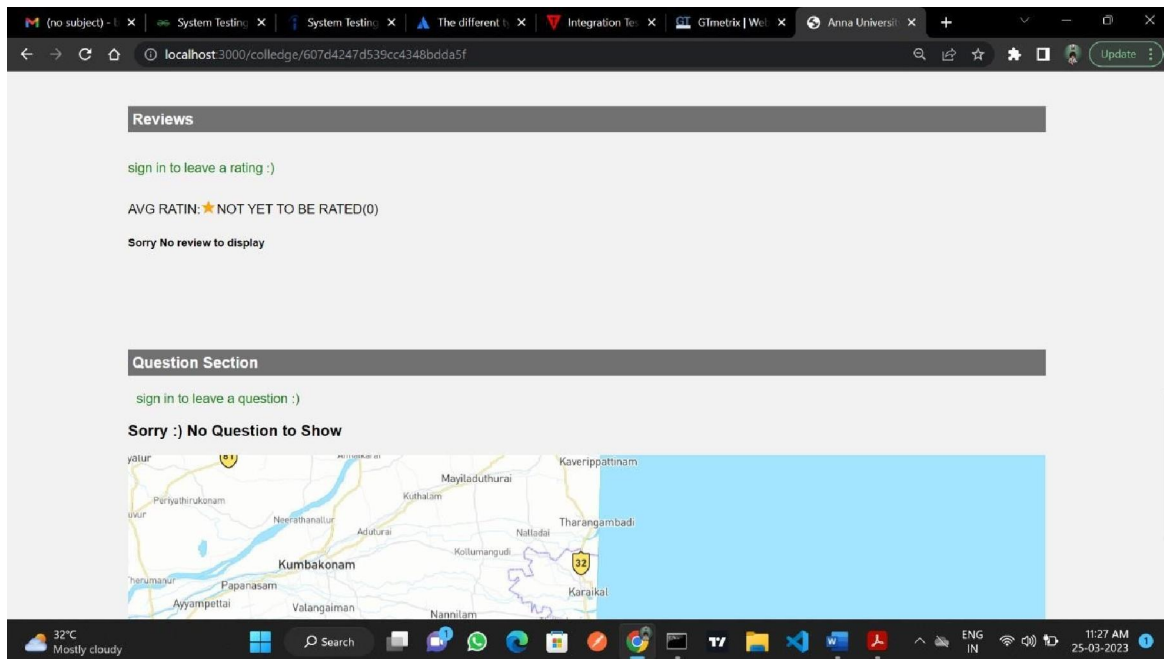 (no subject) -
System Testing
System Testing
The different t
Integration Tes
GTmetrix | Web
Anna Universit
localhost:3000/colledge/607d4247d539cc4348bdda5f
Update
Reviews
sign in to leave a rating :)
AVG RATIN: NOT YET TO BE RATED(0)
Sorry No review to display
Question Section
sign in to leave a question :)
Sorry :) No Question to Show
yalur
81
Kaverippattinam
Mayiladuthurai
Periyathirukonam
Kuthalam
Neerathanallur
Aduturai
Tharangambadi
Natladai
Kollumangudi
32
Kumbakonam
Papanasam
Karaikal
Ayyampettai
Valangaiman
Nannilam
32°C
Mostly cloudy
Search
ENG
IN
11:27 AM
25-03-2023
1